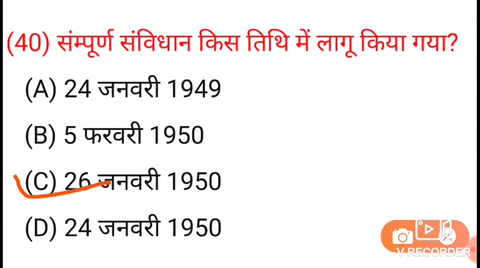 (40) संम्पूर्ण संविधान किस तिथि में लागू किया गया?
(A) 24 जनवरी 1949
(B) 5 फरवरी 1950
(C) 26 जनवरी 1950
(D) 24 जनवरी 1950
V RECORDER